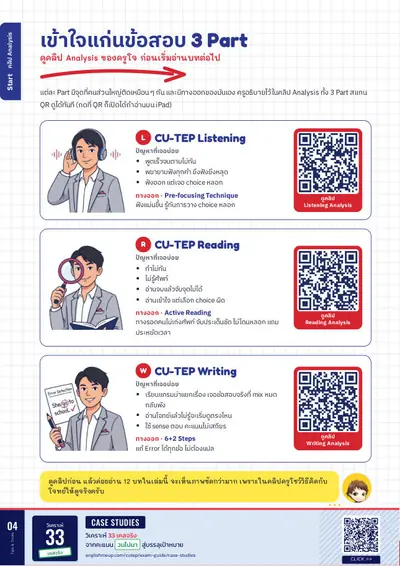 Start คลิป Analysis
เข้าใจแก่นข้อสอบ 3 Part
ดูคลิป Analysis ของครูโจ ก่อนเริ่มอ่านบทต่อไป
แต่ละ Part มีจุดที่คนส่วนใหญ่ติดเหมือนๆ กัน และมีทางออกของมันเอง ครูอธิบายไว้ในคลิป Analysis ทั้ง 3 Part สแกน
QR ดูได้ทันที (กดที่ QR ก็เปิดได้ถ้าอ่านบน iPad)
L CU-TEP Listening
ปัญหาที่เจอบ่อย
• พูดเร็วจนตามไม่ทัน
• พยายามฟังทุกคำ ยิ่งฟังยิ่งหลุด
• ฟังออก แต่เจอ choice หลอก
ทางออก · Pre-focusing Technique
ฟังแม่นขึ้น รู้ทันการวาง choice หลอก
ดูคลิป
Listening Analysis
R CU-TEP Reading
ปัญหาที่เจอบ่อย
• ทำไม่ทัน
• ไม่รู้ศัพท์
• อ่านจบแล้วจับจุดไม่ได้
• อ่านเข้าใจ แต่เลือก choice ผิด
ทางออก · Active Reading
ทางรอดคนไม่เก่งศัพท์ จับประเด็นชัด ไม่โดนหลอก แถม
ประหยัดเวลา
ดูคลิป
Reading Analysis
Error Detection
She go to
school.
W CU-TEP Writing
ปัญหาที่เจอบ่อย
• เรียนแกรมม่าแยกเรื่อง เจอข้อสอบจริงที่ mix หมด
กลับพัง
• อ่านโจทย์แล้วไม่รู้จะเริ่มดูตรงไหน
• ใช้ sense ตอบ คะแนนไม่เสถียร
ทางออก · 6+2 Steps
แก้ Error ได้ทุกข้อ ไม่ต้องแปล
ดูคลิป
Writing Analysis
ดูคลิปก่อน แล้วค่อยอ่าน 12 บทในเล่มนี้ จะเห็นภาพชัดกว่ามาก เพราะในคลิปครูโชว์วิธีคิดกับ
โจทย์ให้ดูจริงครับ
04
Tips & Tricks
วิเคราะห์
33
เคสจริง
CASE STUDIES
วิเคราะห์ 33 เคสจริง
จากคะแนน วนไปมา สู่บรรลุเป้าหมาย
englishmeup.com/cutep/exam-guide/case-studies
CLICK >>